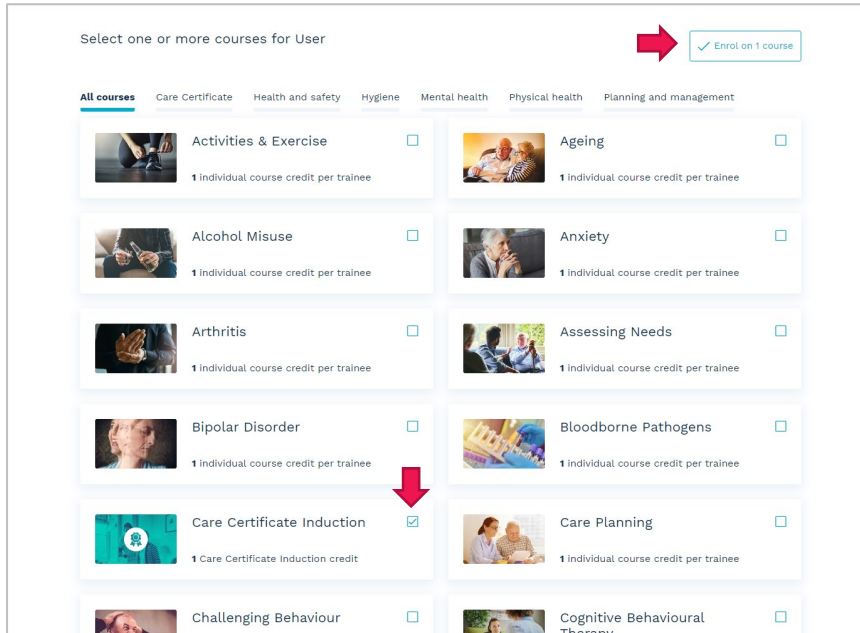 Select one or more courses for User
Enrol on 1 course
All courses Care Certificate Health and safety Hygiene Mental health Physical health Planning and management
Activities & Exercise
1 individual course credit per trainee
Ageing
1 individual course credit per trainee
Alcohol Misuse
1 individual course credit per trainee
Anxiety
1 individual course credit per trainee
Arthritis
1 individual course credit per trainee
Assessing Needs
1 individual course credit per trainee
Bipolar Disorder
1 individual course credit per trainee
Bloodborne Pathogens
1 individual course credit per trainee
Care Certificate Induction
1 Care Certificate Induction credit
Care Planning
1 individual course credit per trainee
Challenging Behaviour
Cognitive Behavioural
Therapy